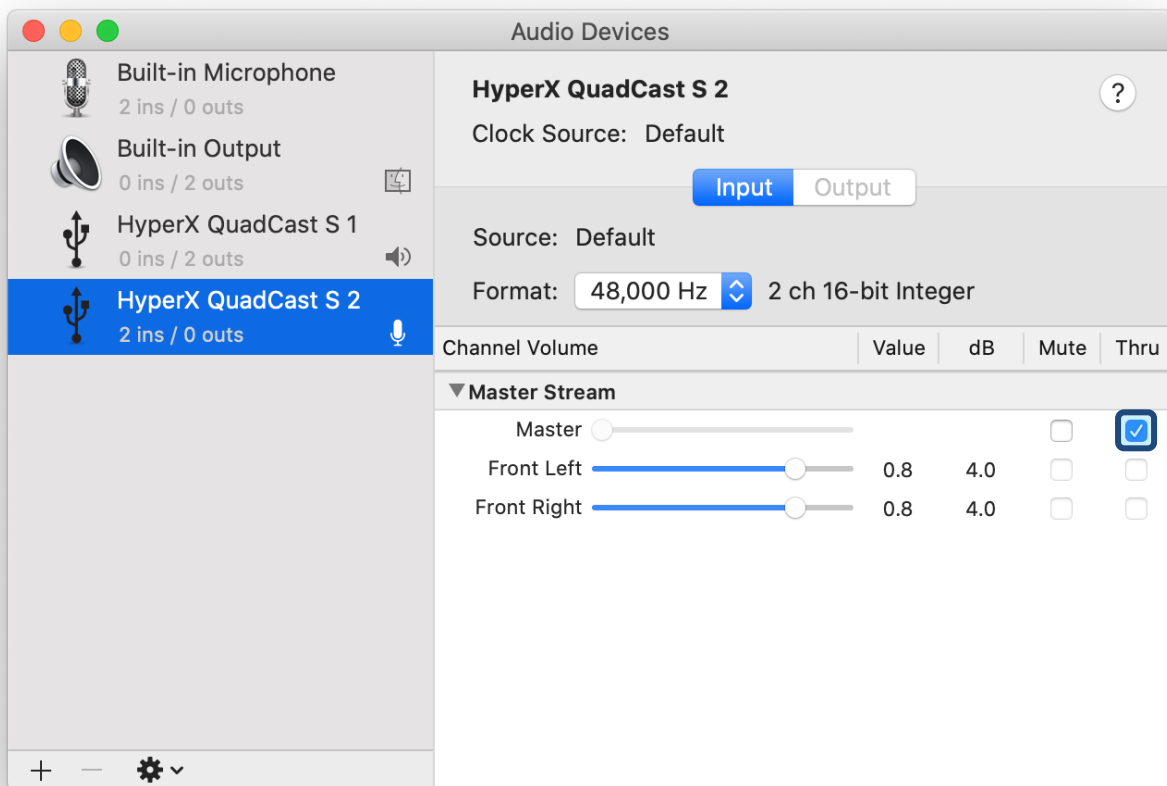 Audio Devices
Built-in Microphone
2 ins / 0 outs
Built-in Output
0 ins / 2 outs
HyperX QuadCast S 1
0 ins / 2 outs
HyperX QuadCast S 2
2 ins / 0 outs
HyperX QuadCast S 2
?
Clock Source: Default
Input Output
Source: Default
Format: 48,000 Hz 2 ch 16-bit Integer
Channel Volume Value dB Mute Thru
Master Stream
Master
Front Left 0.8 4.0
Front Right 0.8 4.0